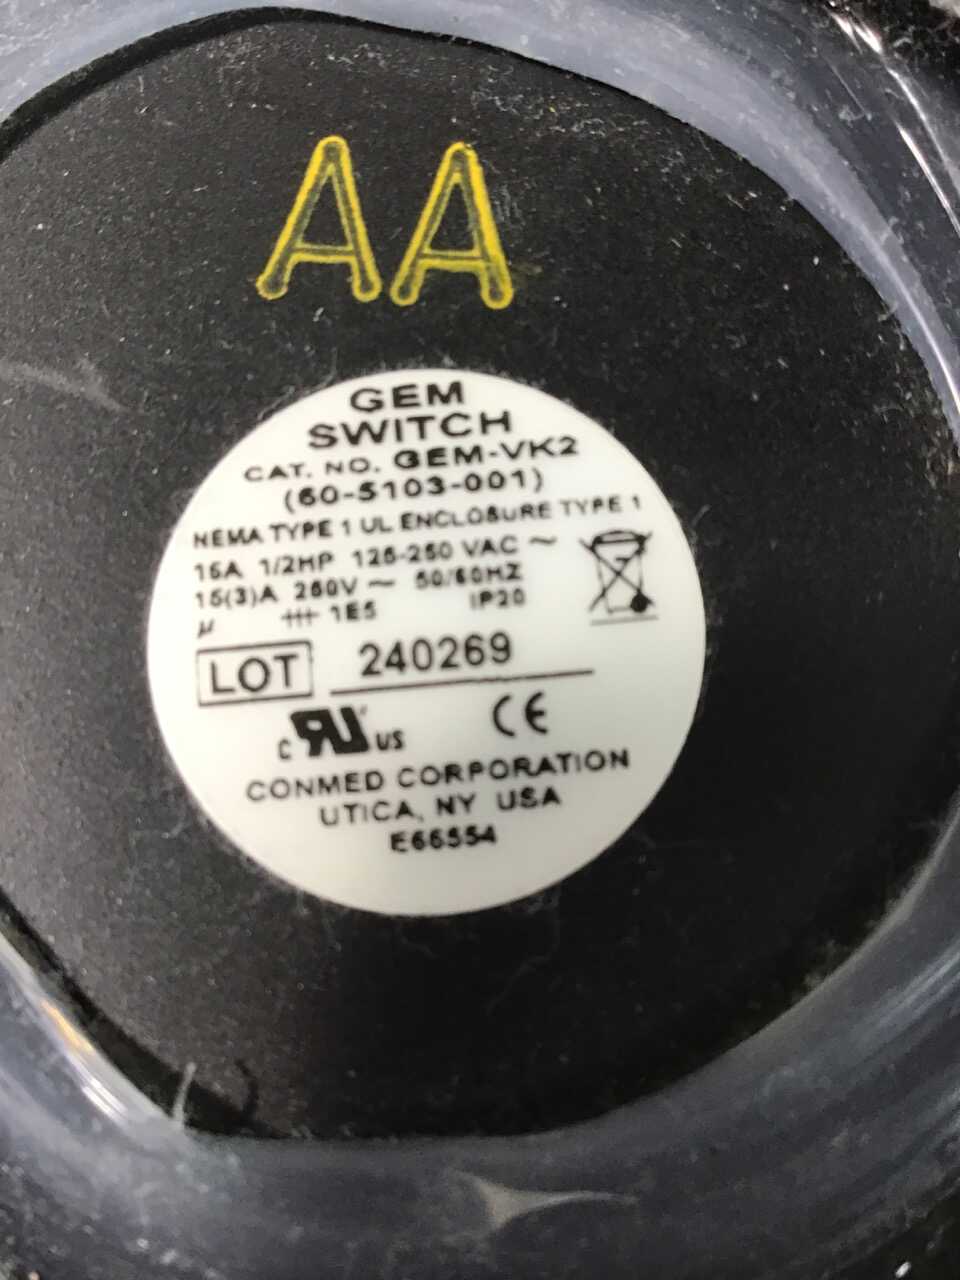 AA
GEM
SWITCH
CAT. NO. GEM-VK2
(60-5103-001)
NEMA TYPE 1 UL ENCLOSURE TYPE 1
15A 1/2HP 125-250 VAC ~
15(3)A 250V ~ 50/60HZ
µ 1E5 IP20
LOT 240269
c RU US CE
CONMED CORPORATION
UTICA, NY USA
E66554